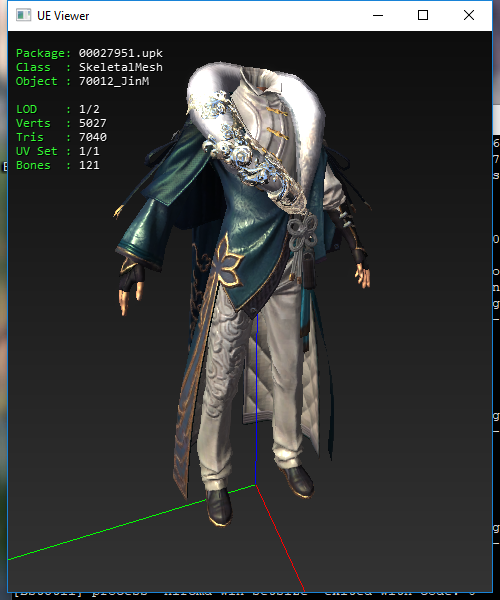 UE Viewer
Package: 00027951.upk
Class : SkeletalMesh
Object : 70012_JinM
LOD : 1/2
Verts : 5027
Tris : 7040
UV Set : 1/1
Bones : 121